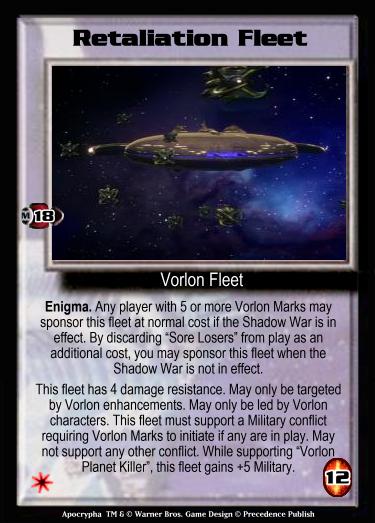 Retaliation Fleet
M 18
Vorlon Fleet
Enigma. Any player with 5 or more Vorlon Marks may
sponsor this fleet at normal cost if the Shadow War is in
effect. By discarding “Sore Losers” from play as an
additional cost, you may sponsor this fleet when the
Shadow War is not in effect.
This fleet has 4 damage resistance. May only be targeted
by Vorlon enhancements. May only be led by Vorlon
characters. This fleet must support a Military conflict
requiring Vorlon Marks to initiate if any are in play. May
not support any other conflict. While supporting “Vorlon
Planet Killer”, this fleet gains +5 Military.
12
Apocrypha TM & © Warner Bros. Game Design © Precedence Publish